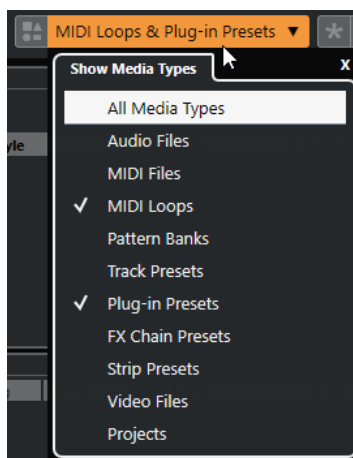 MIDI Loops & Plug-in Presets
Show Media Types
x
All Media Types
yle
Audio Files
MIDI Files
MIDI Loops
Pattern Banks
Track Presets
Plug-in Presets
FX Chain Presets
Strip Presets
Video Files
Projects